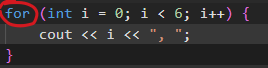 for (int i = 0; i < 6; i++) {
    cout << i << ", ";
}